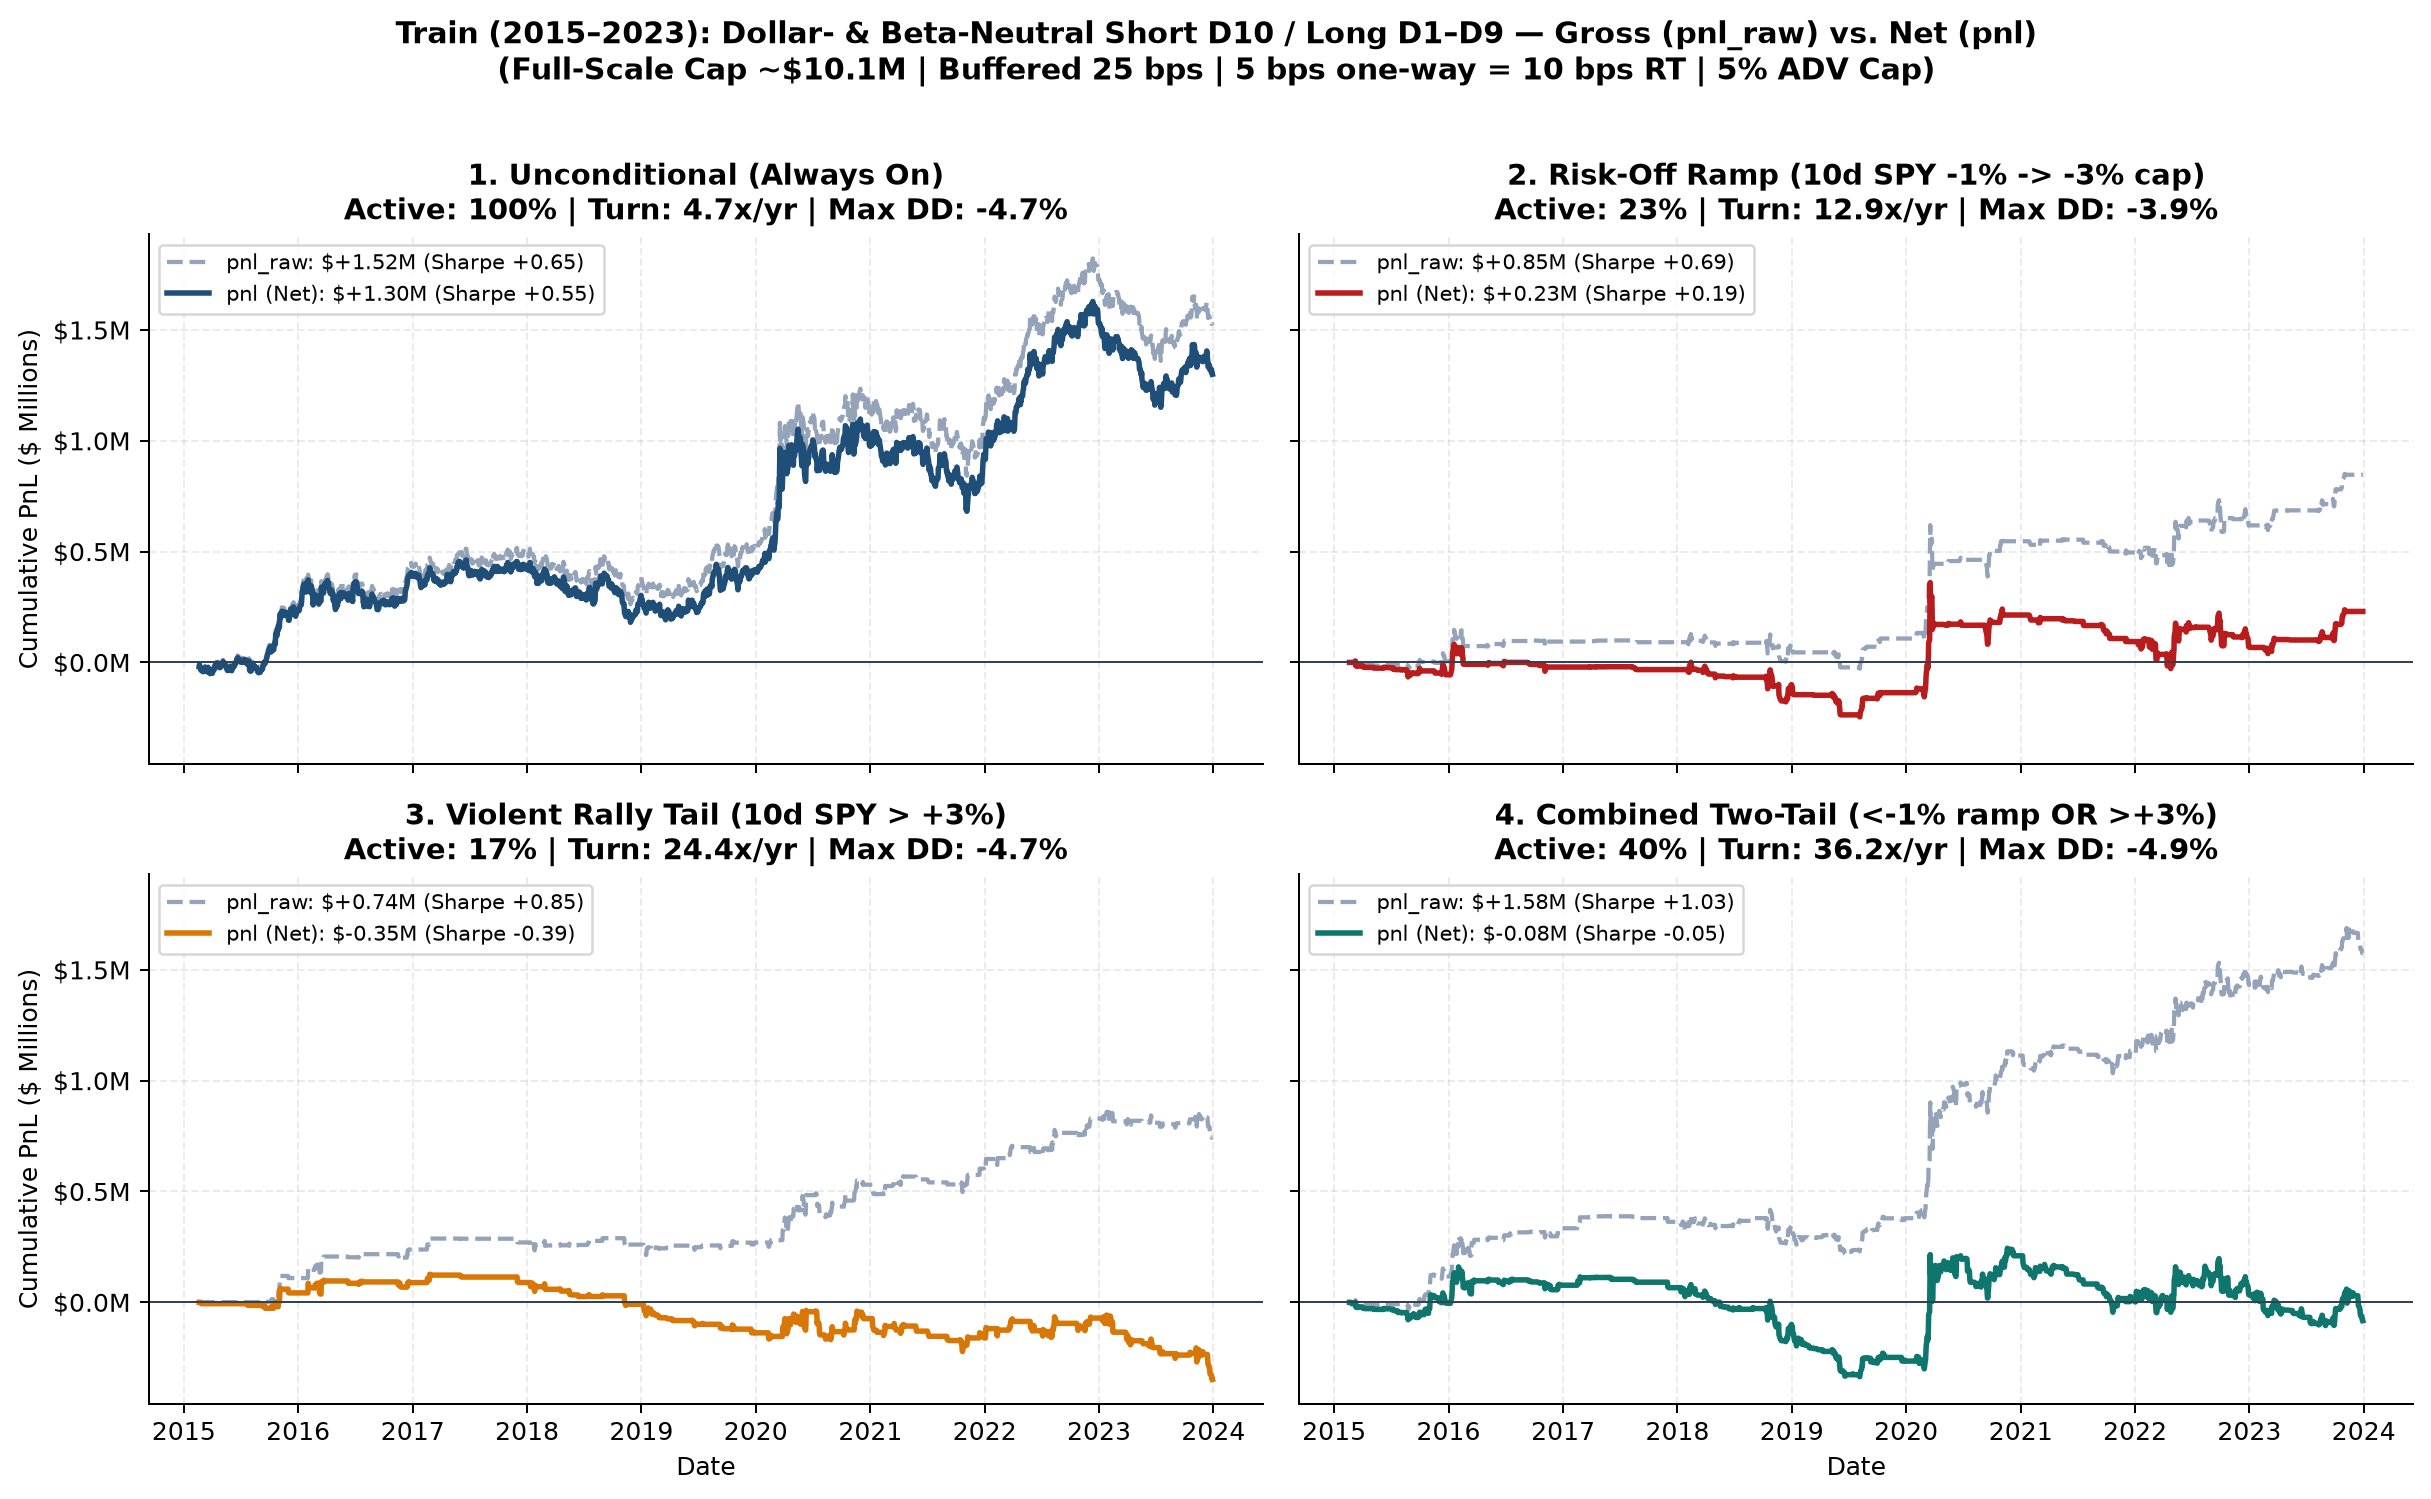 Train (2015–2023): Dollar- & Beta-Neutral Short D10 / Long D1–D9 — Gross (pnl_raw) vs. Net (pnl)
(Full-Scale Cap ~$10.1M | Buffered 25 bps | 5 bps one-way = 10 bps RT | 5% ADV Cap)
1. Unconditional (Always On)
Active: 100% | Turn: 4.7x/yr | Max DD: -4.7%
pnl_raw: $+1.52M (Sharpe +0.65)
pnl (Net): $+1.30M (Sharpe +0.55)
Cumulative PnL ($ Millions)
$1.5M
$1.0M
$0.5M
$0.0M
2. Risk-Off Ramp (10d SPY -1% -> -3% cap)
Active: 23% | Turn: 12.9x/yr | Max DD: -3.9%
pnl_raw: $+0.85M (Sharpe +0.69)
pnl (Net): $+0.23M (Sharpe +0.19)
3. Violent Rally Tail (10d SPY > +3%)
Active: 17% | Turn: 24.4x/yr | Max DD: -4.7%
pnl_raw: $+0.74M (Sharpe +0.85)
pnl (Net): $-0.35M (Sharpe -0.39)
Cumulative PnL ($ Millions)
$1.5M
$1.0M
$0.5M
$0.0M
2015 2016 2017 2018 2019 2020 2021 2022 2023 2024
Date
4. Combined Two-Tail (<-1% ramp OR >+3%)
Active: 40% | Turn: 36.2x/yr | Max DD: -4.9%
pnl_raw: $+1.58M (Sharpe +1.03)
pnl (Net): $-0.08M (Sharpe -0.05)
2015 2016 2017 2018 2019 2020 2021 2022 2023 2024
Date